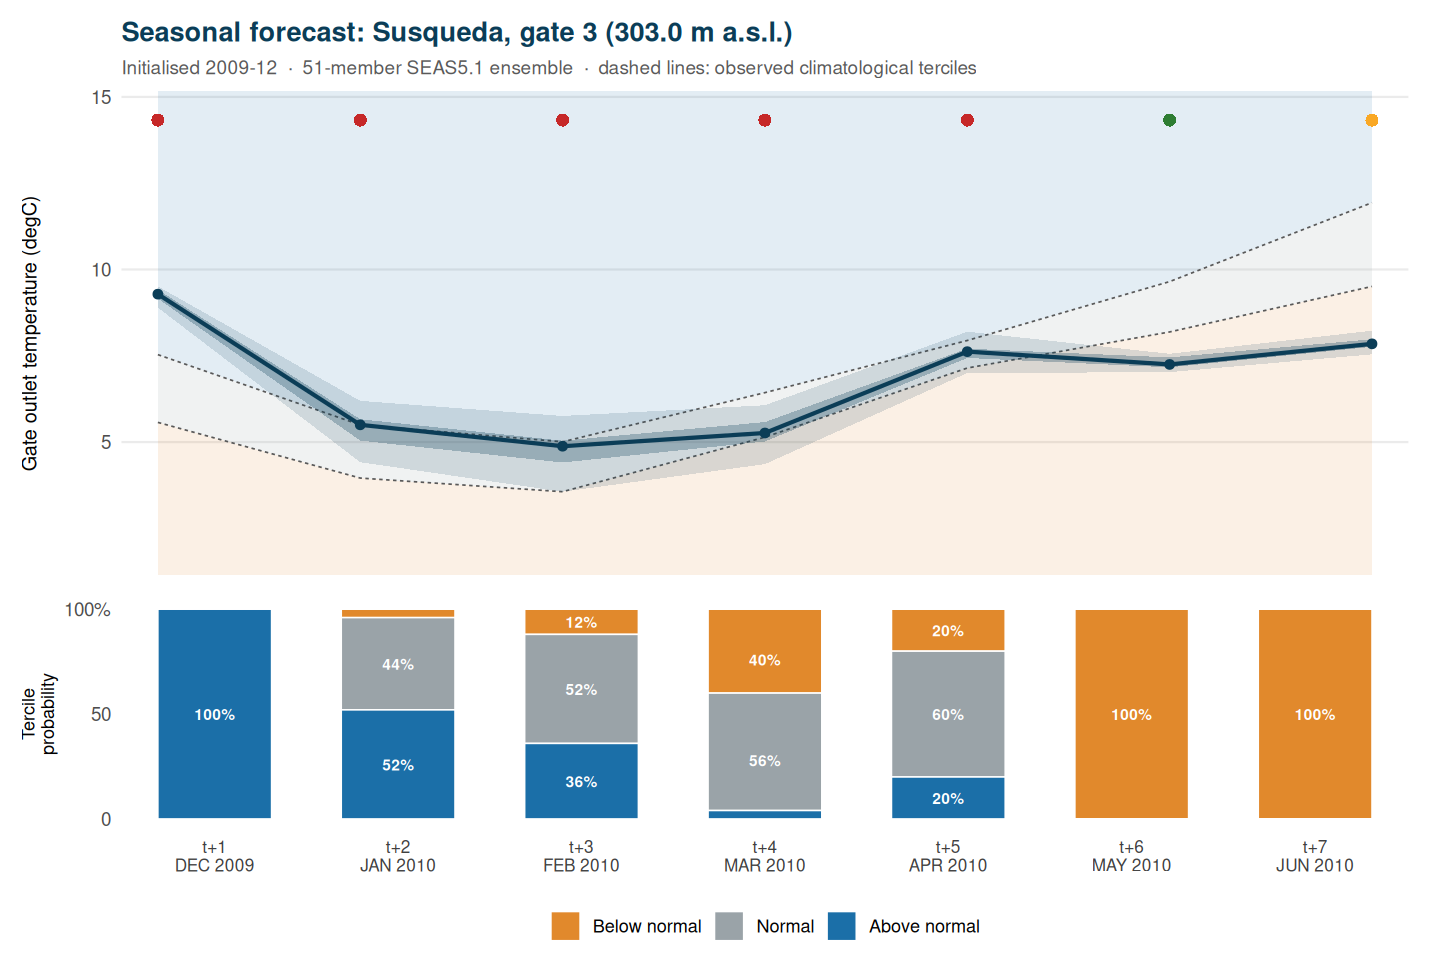 Seasonal forecast: Susqueda, gate 3 (303.0 m a.s.l.)
Initialised 2009-12 · 51-member SEAS5.1 ensemble · dashed lines: observed climatological terciles
15
10
5
Gate outlet temperature (degC)
100%
50
0
Tercile
probability
100%
44%
52%
12%
52%
36%
40%
56%
20%
60%
20%
100%
100%
t+1
DEC 2009
t+2
JAN 2010
t+3
FEB 2010
t+4
MAR 2010
t+5
APR 2010
t+6
MAY 2010
t+7
JUN 2010
Below normal
Normal
Above normal